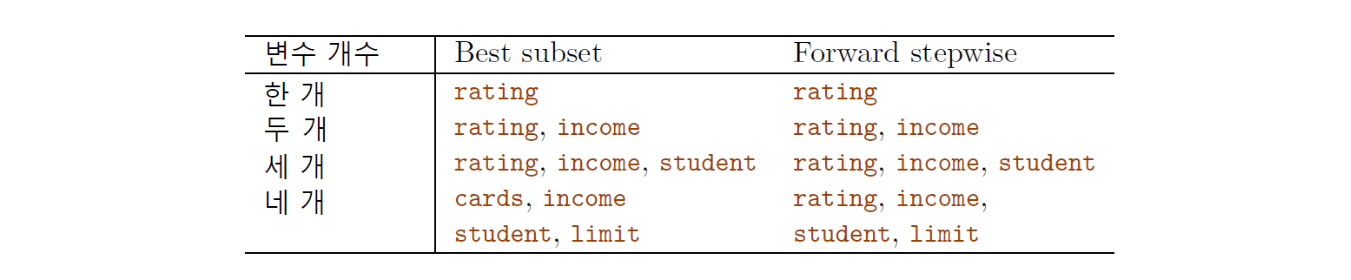 변수 개수 Best subset Forward stepwise
한 개 rating rating
두 개 rating, income rating, income
세 개 rating, income, student rating, income, student
네 개 cards, income rating, income,
student, limit student, limit